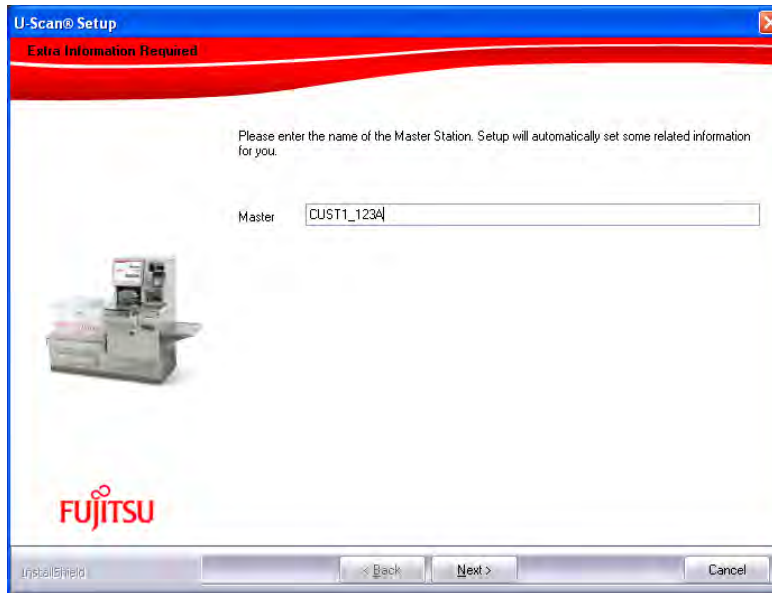 U-Scan® Setup
Extra Information Required
Please enter the name of the Master Station. Setup will automatically set some related information
for you.
Master
CUST1_123A
FUJITSU
InstallShield
< Back
Next >
Cancel